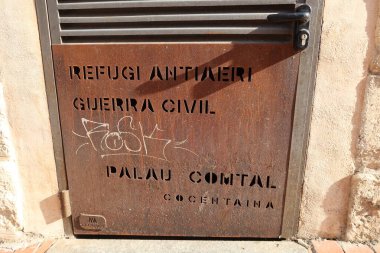 REFUGI ANTIAERI
GUERRA CIVIL
PALAU COMTAL
COCENTAINA